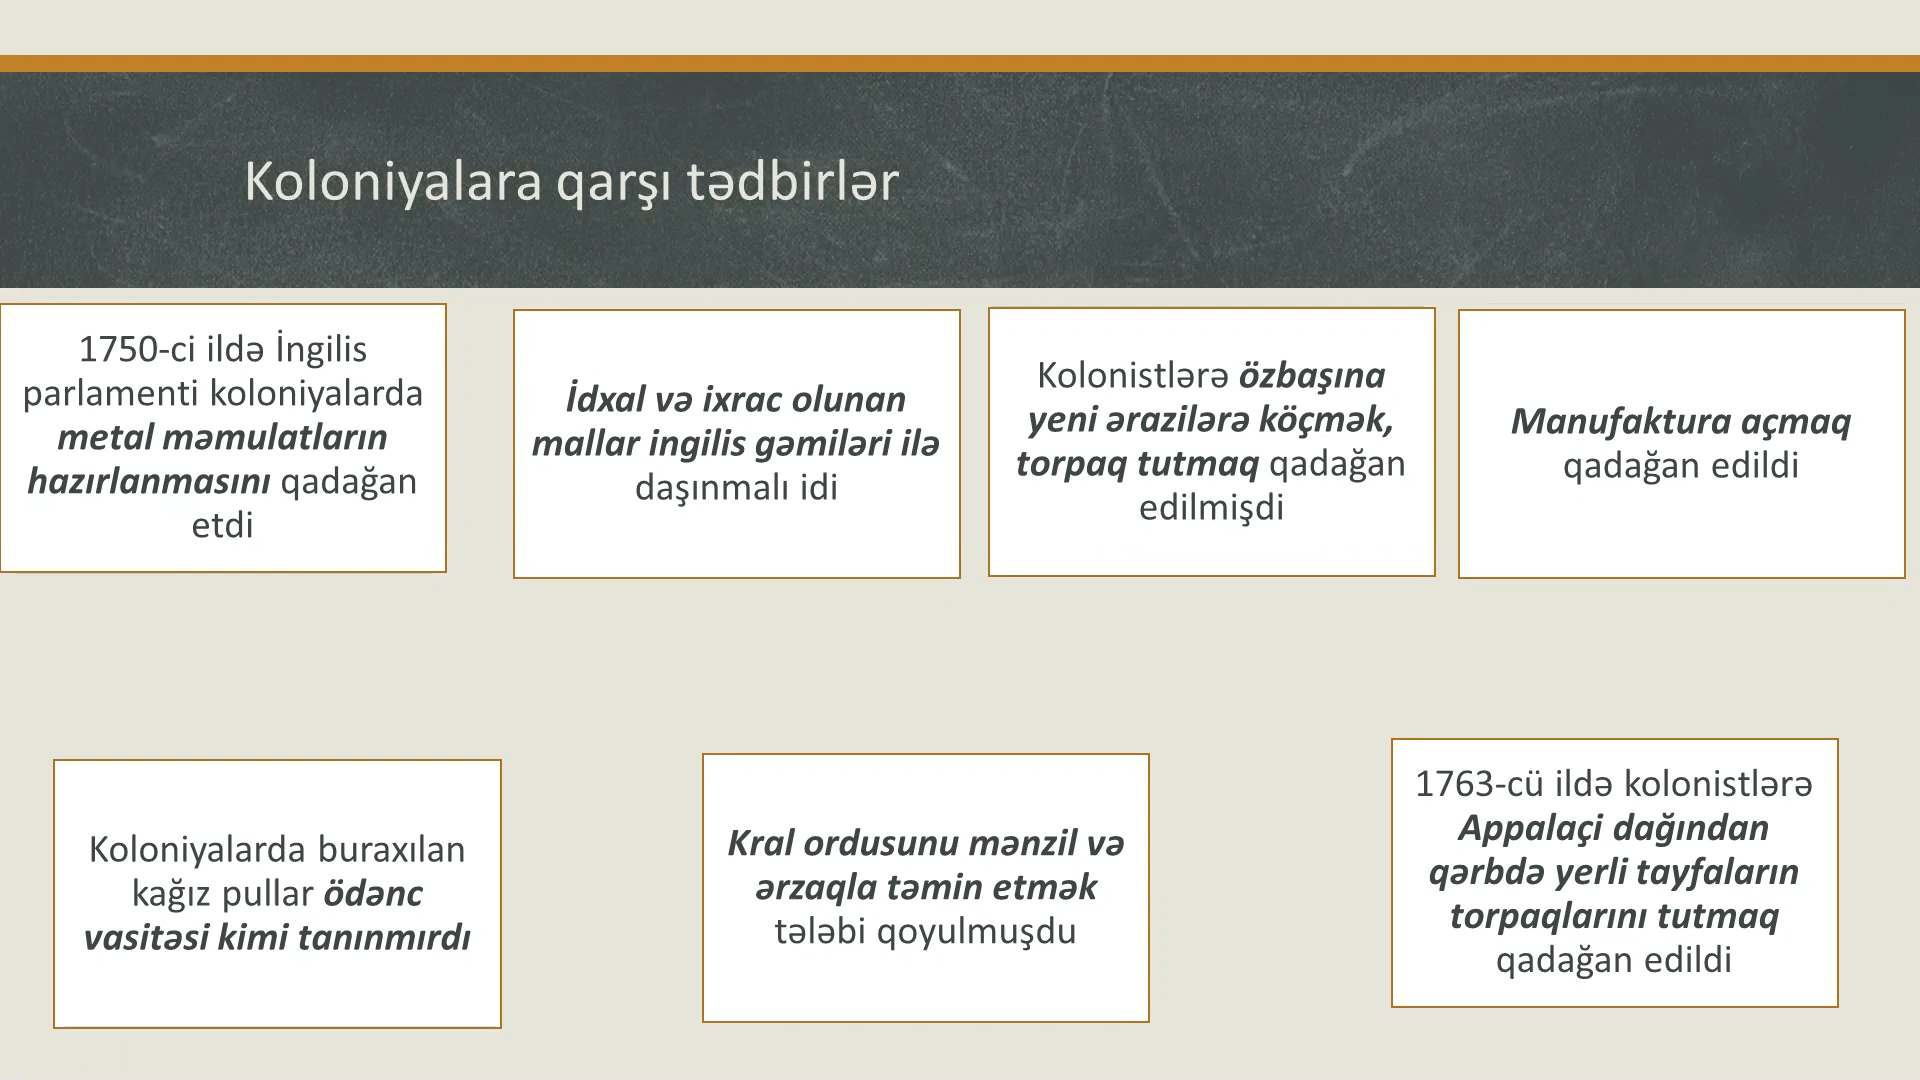 Koloniyalara qarşı tədbirlər
1750-ci ildə İngilis
parlamenti koloniyalarda
metal məmulatların
hazırlanmasını qadağan
etdi
İdxal və ixrac olunan
mallar ingilis gəmiləri ilə
daşınmalı idi
Kolonistlərə özbaşına
yeni ərazilərə köçmək,
torpaq tutmaq qadağan
edilmişdi
Manufaktura açmaq
qadağan edildi
Koloniyalarda buraxılan
kağız pullar ödənc
vasitəsi kimi tanınmırdı
Kral ordusunu mənzil və
ərzaqla təmin etmək
tələbi qoyulmuşdu
1763-cü ildə kolonistlərə
Appalaçi dağından
qərbdə yerli tayfaların
torpaqlarını tutmaq
qadağan edildi